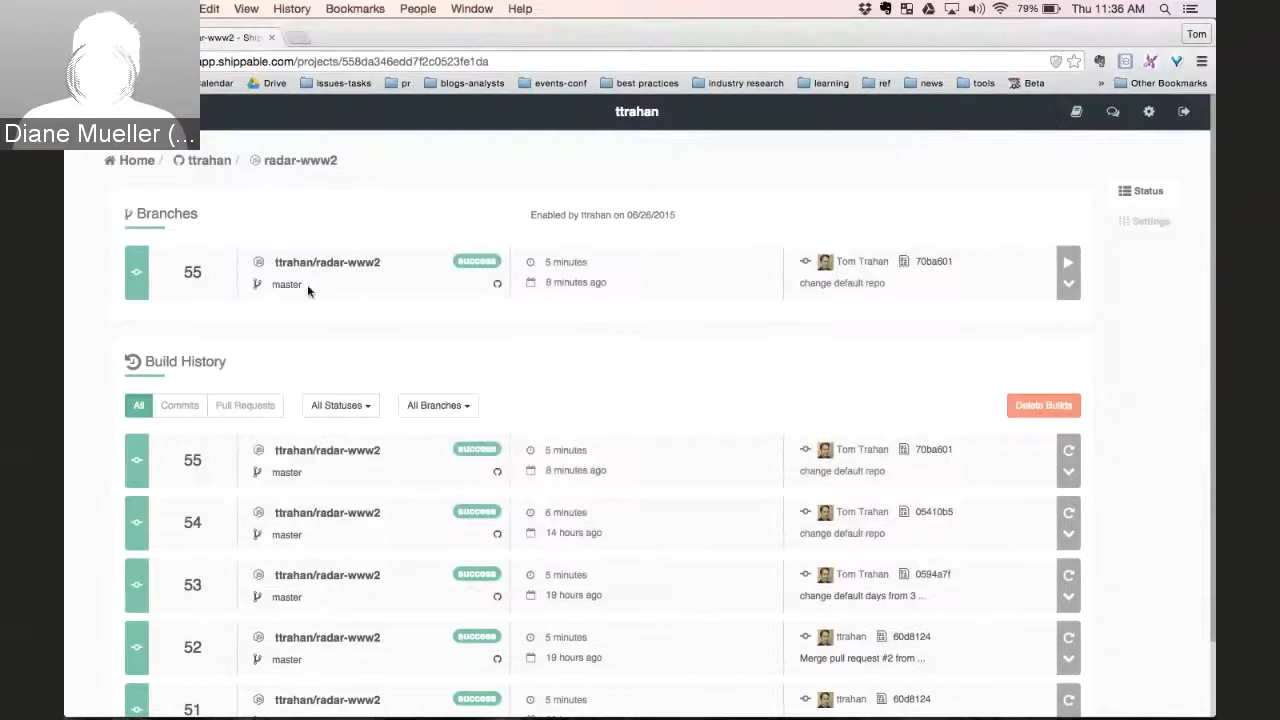 Edit View History Bookmarks People Window Help 79% Thu 11:36 AM
ar-www2 - Ship Tom
app.shippable.com/projects/558da346edd7f2c0523fe1da
alendar Drive issues-tasks pr blogs-analysts events-conf best practices industry research learning ref news tools Beta » Other Bookmarks
Diane Mueller (...
ttrahan
Home / ttrahan / radar-www2
Status
Settings
Branches Enabled by ttrahan on 06/26/2015
55 ttrahan/radar-www2 success 5 minutes Tom Trahan 70ba601
master 8 minutes ago change default repo
Build History
All Commits Pull Requests All Statuses All Branches Delete Builds
55 ttrahan/radar-www2 success 5 minutes Tom Trahan 70ba601
master 8 minutes ago change default repo
54 ttrahan/radar-www2 success 6 minutes Tom Trahan 05410b5
master 14 hours ago change default repo
53 ttrahan/radar-www2 success 5 minutes Tom Trahan 0594a7f
master 19 hours ago change default days from 3 ...
52 ttrahan/radar-www2 success 5 minutes ttrahan 60d8124
master 19 hours ago Merge pull request #2 from ...
51 ttrahan/radar-www2 success 5 minutes ttrahan 60d8124